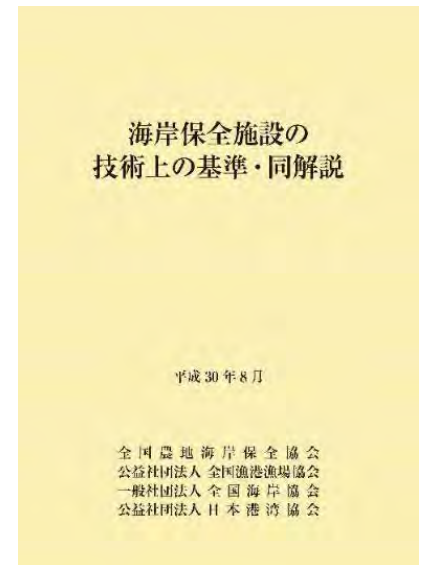 海岸保全施設の
技術上の基準・同解説
平成30年8月
全国農地海岸保全協会
公益社団法人 全国漁港漁場協会
一般社団法人 全国海岸協会
公益社団法人 日本港湾協会